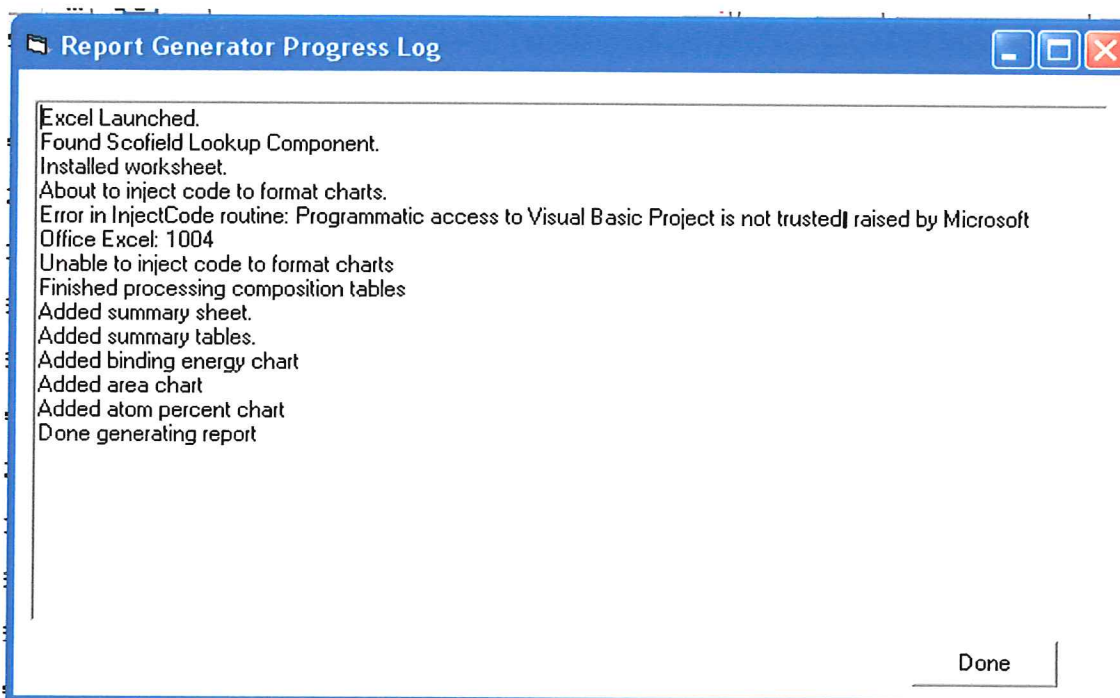 Report Generator Progress Log
Excel Launched.
Found Scofield Lookup Component.
Installed worksheet.
About to inject code to format charts.
Error in InjectCode routine: Programmatic access to Visual Basic Project is not trusted raised by Microsoft
Office Excel: 1004
Unable to inject code to format charts
Finished processing composition tables
Added summary sheet.
Added summary tables.
Added binding energy chart
Added area chart
Added atom percent chart
Done generating report
Done